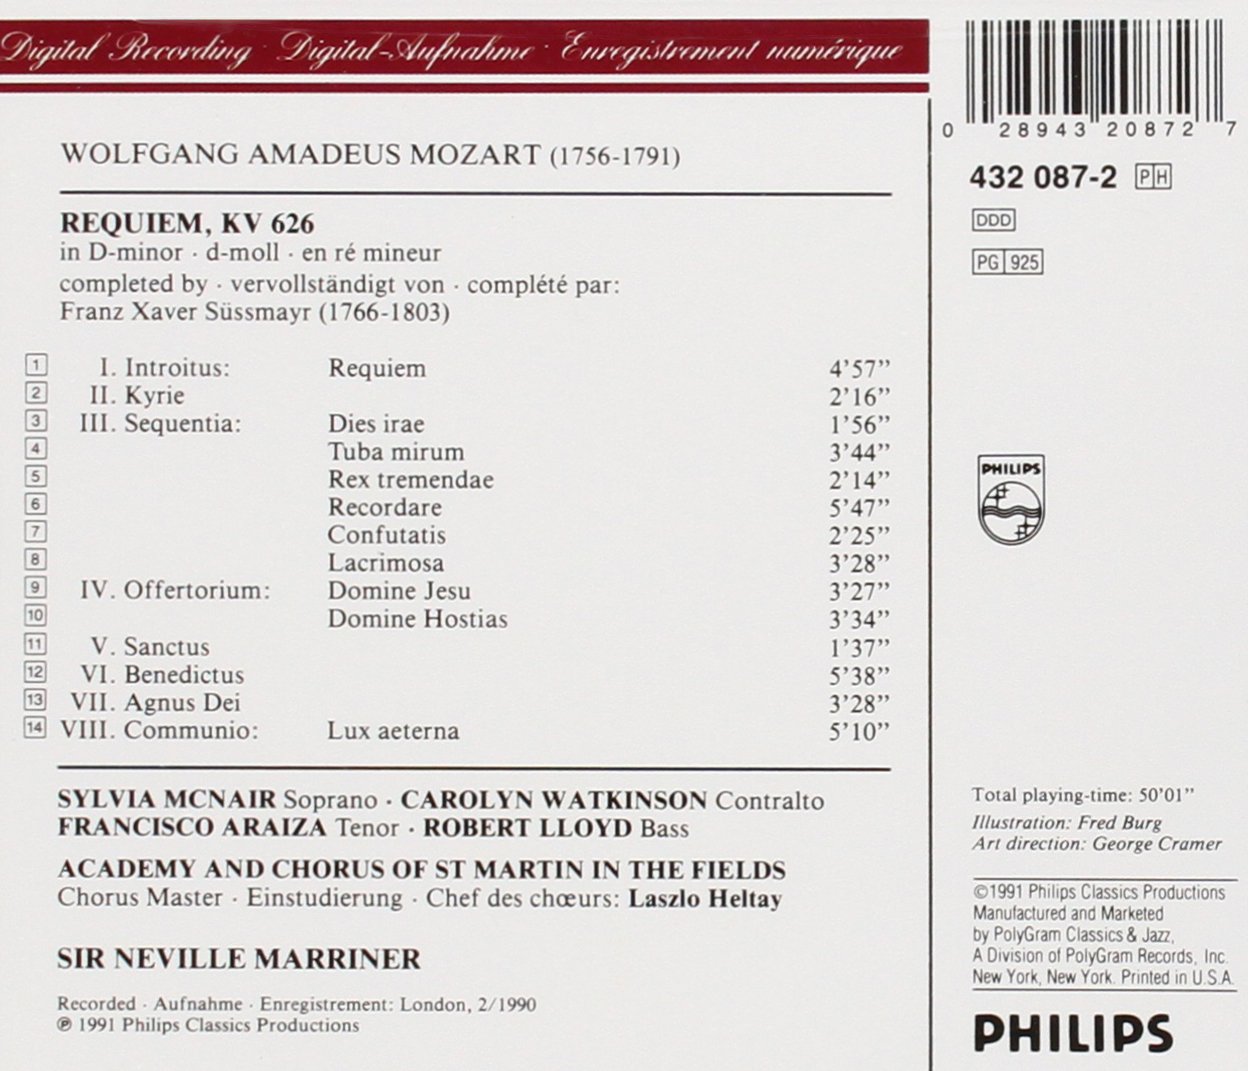 Digital Recording · Digital-Aufnahme · Enregistrement numérique
WOLFGANG AMADEUS MOZART (1756-1791)
REQUIEM, KV 626
in D-minor · d-moll · en ré mineur
completed by · vervollständigt von · complété par:
Franz Xaver Süssmayr (1766-1803)
1 I. Introitus: Requiem 4’57”
2 II. Kyrie 2’16”
3 III. Sequentia: Dies irae 1’56”
4 Tuba mirum 3’44”
5 Rex tremendae 2’14”
6 Recordare 5’47”
7 Confutatis 2’25”
8 Lacrimosa 3’28”
9 IV. Offertorium: Domine Jesu 3’27”
10 Domine Hostias 3’34”
11 V. Sanctus 1’37”
12 VI. Benedictus 5’38”
13 VII. Agnus Dei 3’28”
14 VIII. Communio: Lux aeterna 5’10”
SYLVIA MCNAIR Soprano · CAROLYN WATKINSON Contralto
FRANCISCO ARAIZA Tenor · ROBERT LLOYD Bass
ACADEMY AND CHORUS OF ST MARTIN IN THE FIELDS
Chorus Master · Einstudierung · Chef des chœurs: Laszlo Heltay
SIR NEVILLE MARRINER
Recorded · Aufnahme · Enregistrement: London, 2/1990
℗ 1991 Philips Classics Productions
0 28943 20872 7
432 087-2 PH
DDD
PG 925
PHILIPS
Total playing-time: 50’01”
Illustration: Fred Burg
Art direction: George Cramer
©1991 Philips Classics Productions
Manufactured and Marketed
by PolyGram Classics & Jazz,
A Division of PolyGram Records, Inc.
New York, New York. Printed in U.S.A.
PHILIPS